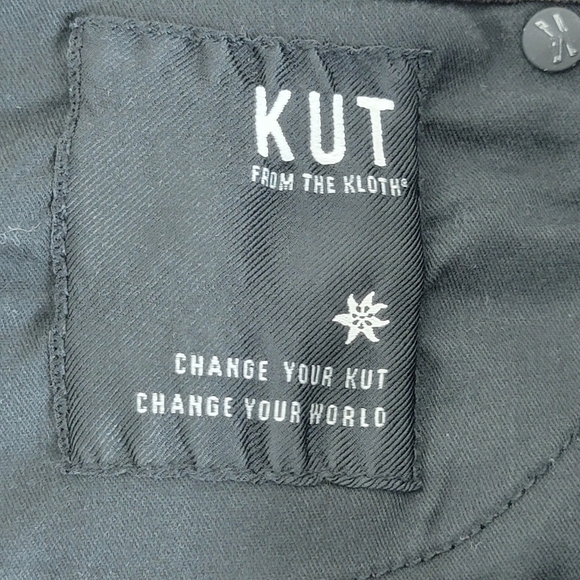 KUT
FROM THE KLOTH®
CHANGE YOUR KUT
CHANGE YOUR WORLD
K